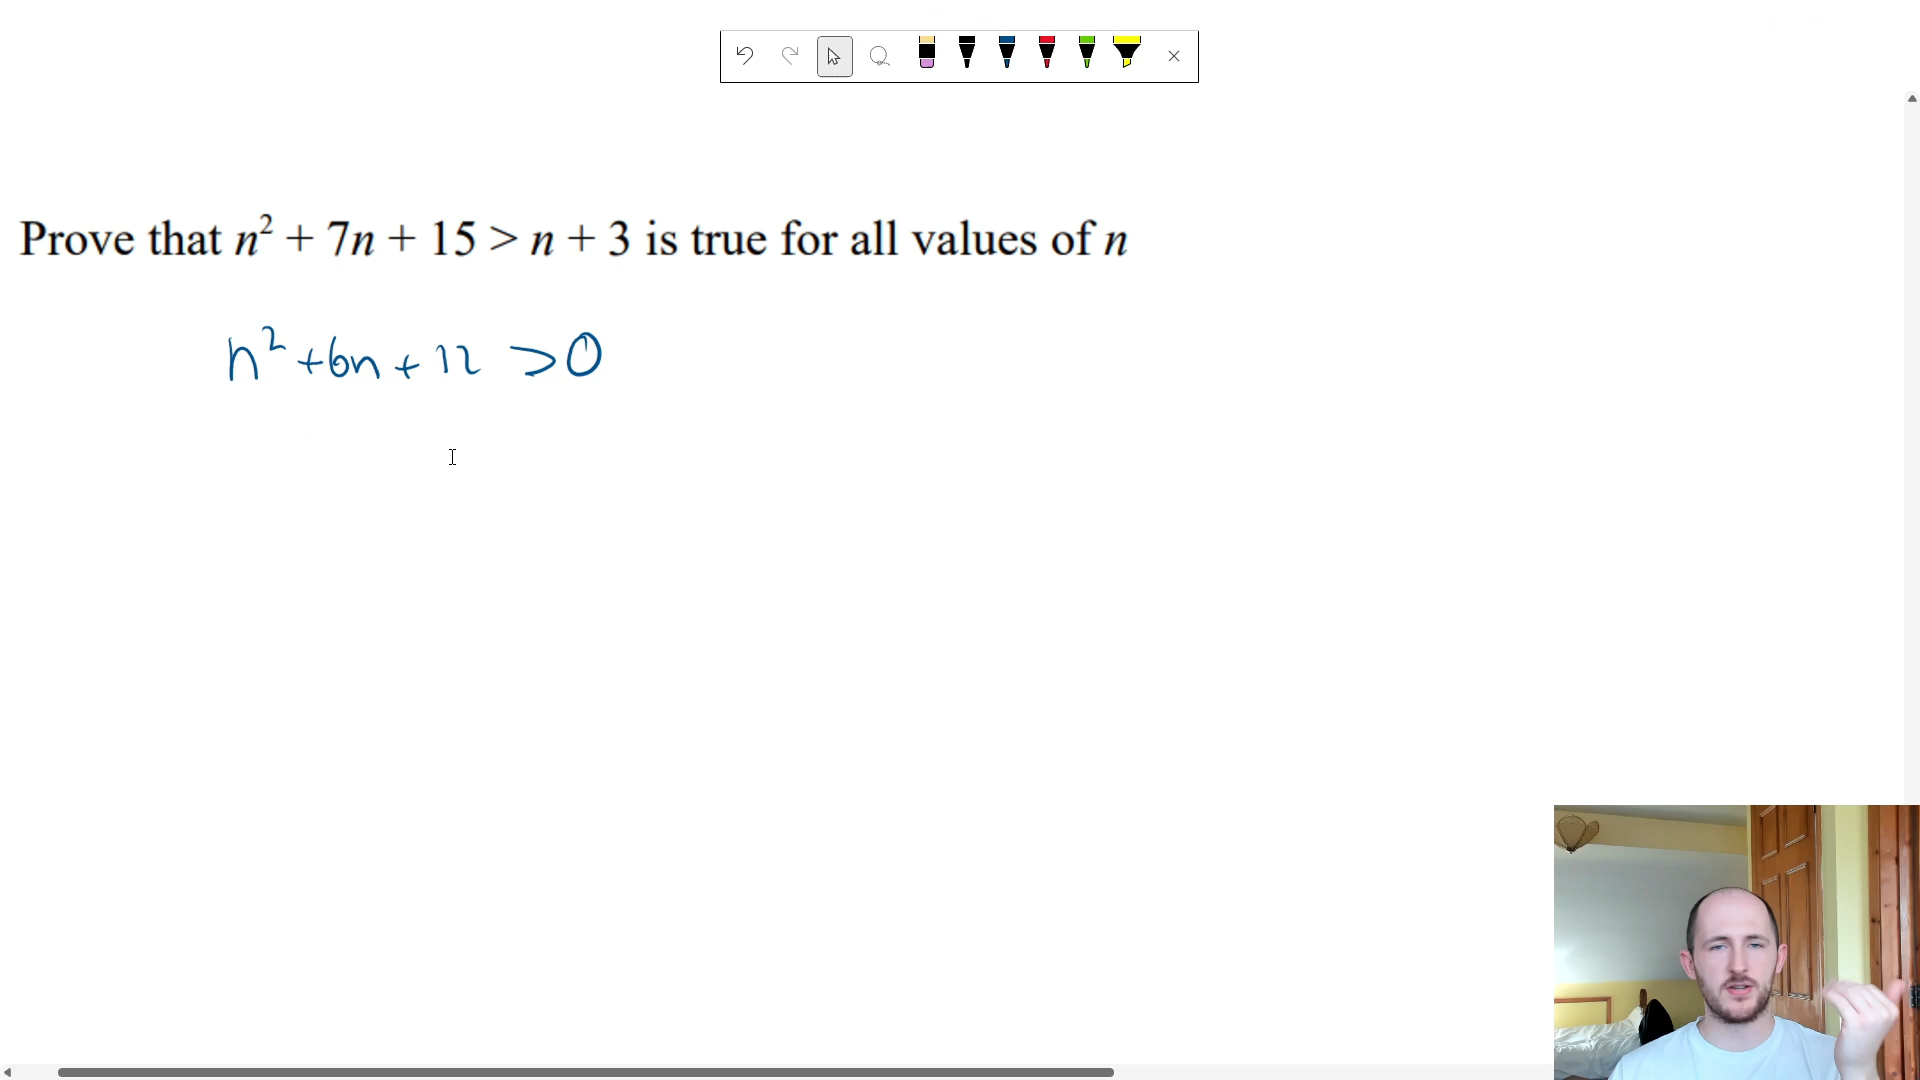 Prove that n² + 7n + 15 > n + 3 is true for all values of n
n² + 6n + 12 > 0